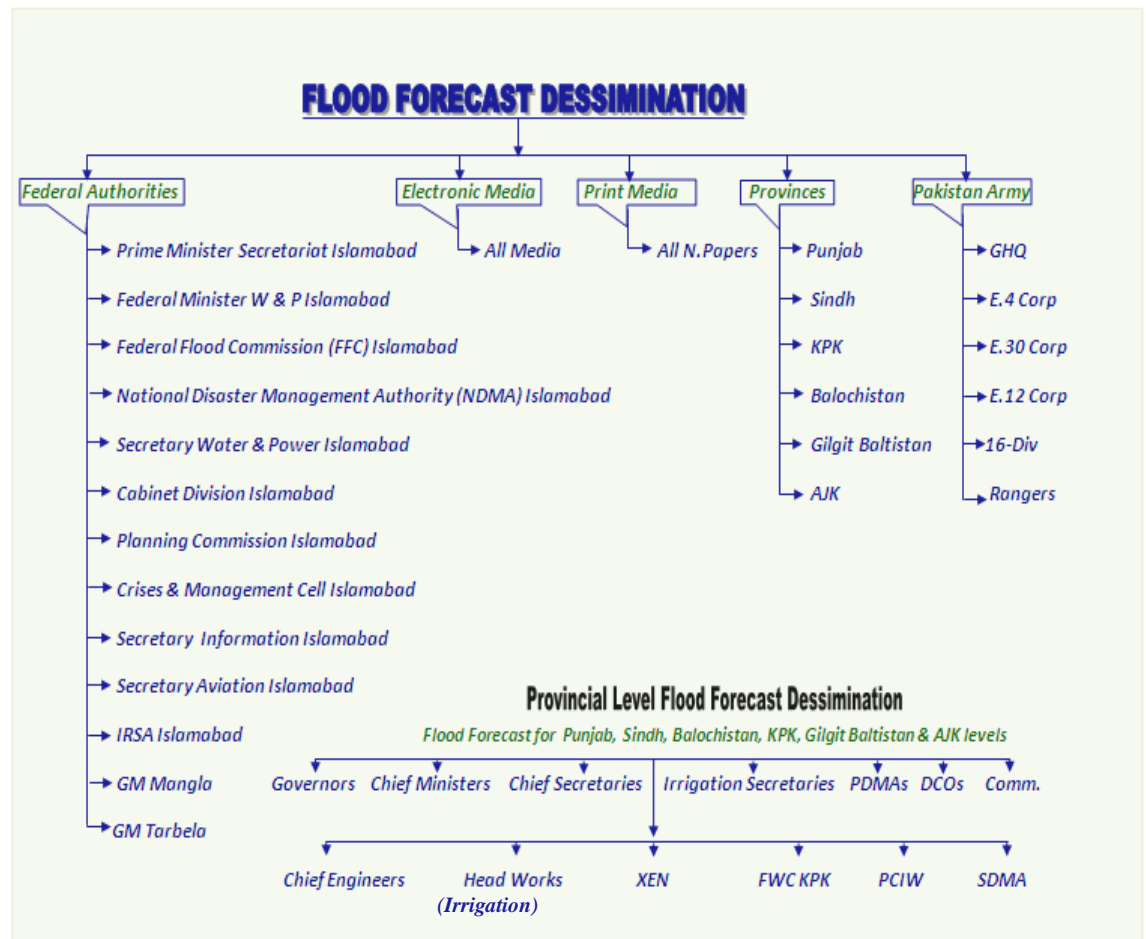 FLOOD FORECAST DESSIMINATION
Federal Authorities
Electronic Media
Print Media
Provinces
Pakistan Army
Prime Minister Secretariat Islamabad
Federal Minister W & P Islamabad
Federal Flood Commission (FFC) Islamabad
National Disaster Management Authority (NDMA) Islamabad
Secretary Water & Power Islamabad
Cabinet Division Islamabad
Planning Commission Islamabad
Crises & Management Cell Islamabad
Secretary Information Islamabad
Secretary Aviation Islamabad
IRSA Islamabad
GM Mangla
GM Tarbela
All Media
All N.Papers
Punjab
Sindh
KPK
Balochistan
Gilgit Baltistan
AJK
GHQ
E.4 Corp
E.30 Corp
E.12 Corp
16-Div
Rangers
Provincial Level Flood Forecast Dessimination
Flood Forecast for Punjab, Sindh, Balochistan, KPK, Gilgit Baltistan & AJK levels
Governors
Chief Ministers
Chief Secretaries
Irrigation Secretaries
PDMAs
DCOs
Comm.
Chief Engineers
Head Works
(Irrigation)
XEN
FWC KPK
PCIW
SDMA